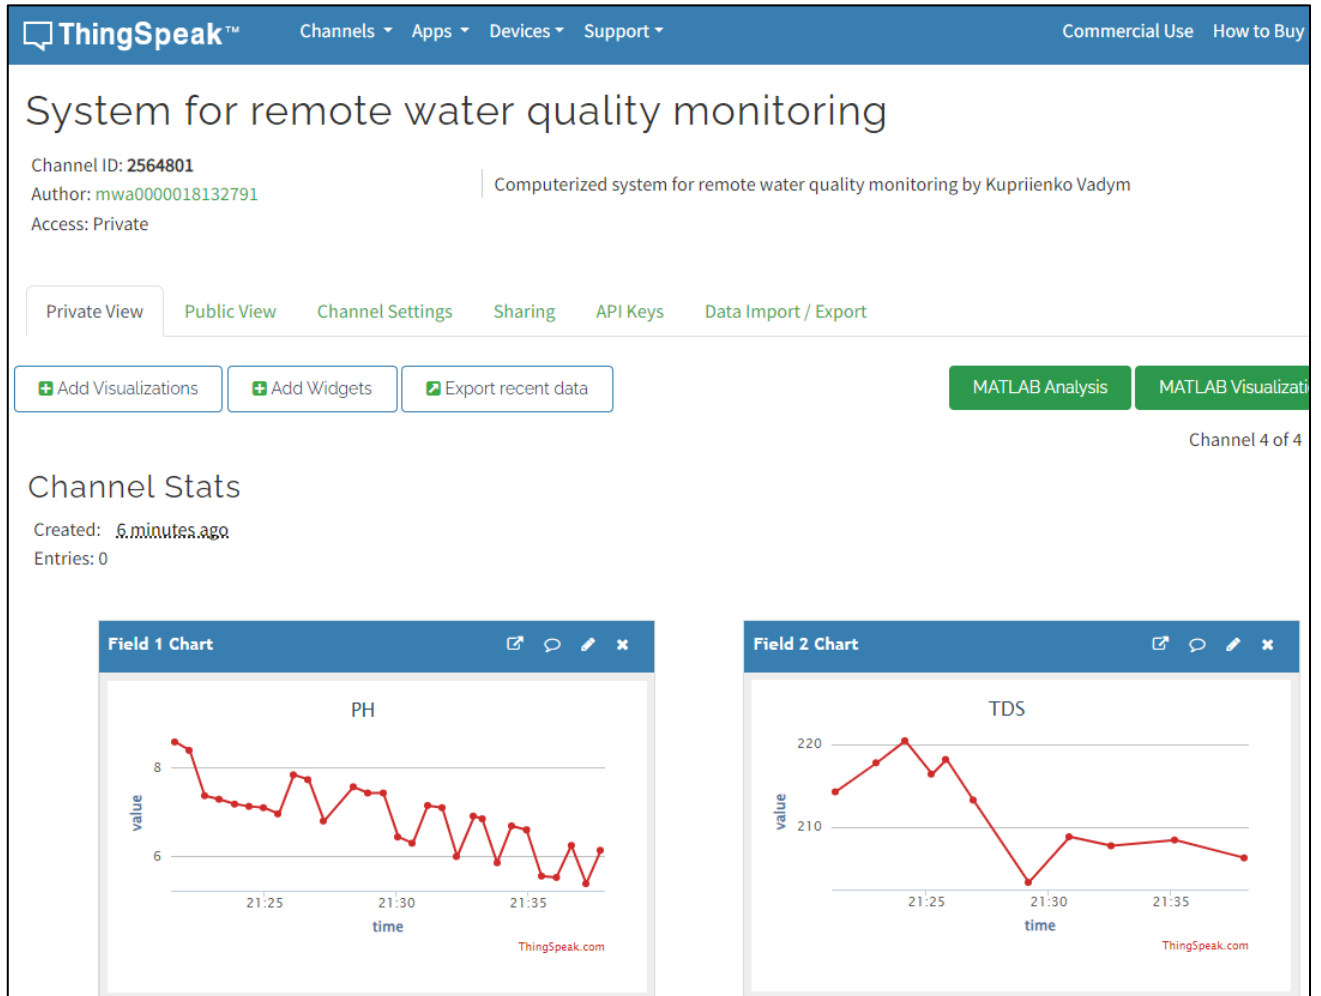 ThingSpeak™ Channels Apps Devices Support Commercial Use How to Buy
System for remote water quality monitoring
Channel ID: 2564801
Author: mwa0000018132791
Access: Private
Computerized system for remote water quality monitoring by Kupriienko Vadym
Private View Public View Channel Settings Sharing API Keys Data Import / Export
Add Visualizations Add Widgets Export recent data MATLAB Analysis MATLAB Visualizati
Channel 4 of 4
Channel Stats
Created: 6 minutes ago
Entries: 0
Field 1 Chart
PH
8
6
value
21:25 21:30 21:35
time
ThingSpeak.com
Field 2 Chart
TDS
220
210
value
21:25 21:30 21:35
time
ThingSpeak.com